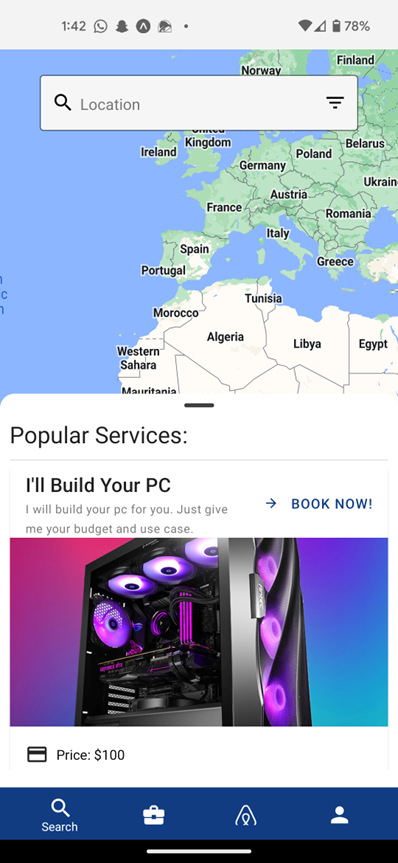 1:42
78%
Norway
Finland
Location
United
Kingdom
Ireland
Belarus
Poland
Germany
Ukrain
Austria
France
Romania
Italy
Spain
Greece
Portugal
Tunisia
Morocco
Algeria
Libya
Egypt
Western
Sahara
Mauritania
Popular Services:
I'll Build Your PC
I will build your pc for you. Just give
me your budget and use case.
BOOK NOW!
GEFORCE RTX
Price: $100
Search